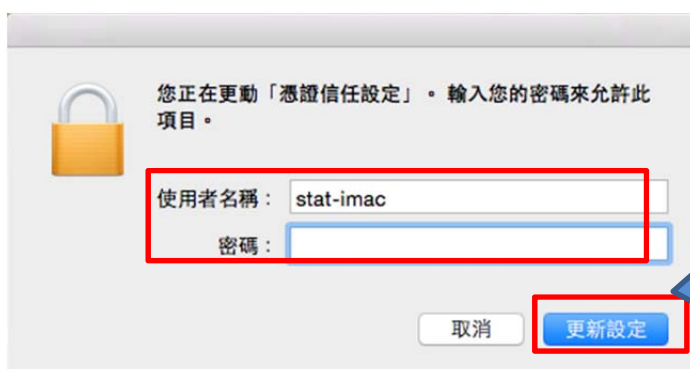 您正在更動「憑證信任設定」。輸入您的密碼來允許此
項目。
使用者名稱： stat-imac
密碼：
取消 更新設定